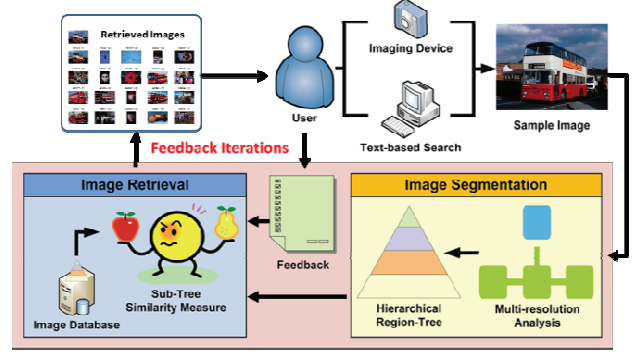 Retrieved Images
Imaging Device
User
Text-based Search
Sample Image
Feedback Iterations
Image Retrieval
Image Segmentation
Feedback
Sub-Tree
Similarity Measure
Image Database
Hierarchical
Region-Tree
Multi-resolution
Analysis